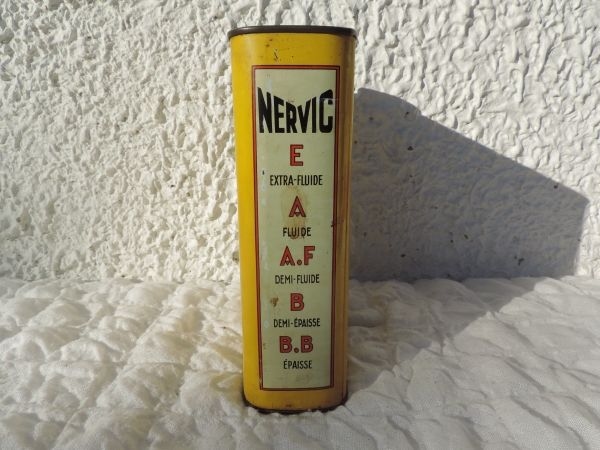 NERVIC
E
EXTRA-FLUIDE
A
FLUIDE
A.F
DEMI-FLUIDE
B
DEMI-ÉPAISSE
B.B
ÉPAISSE